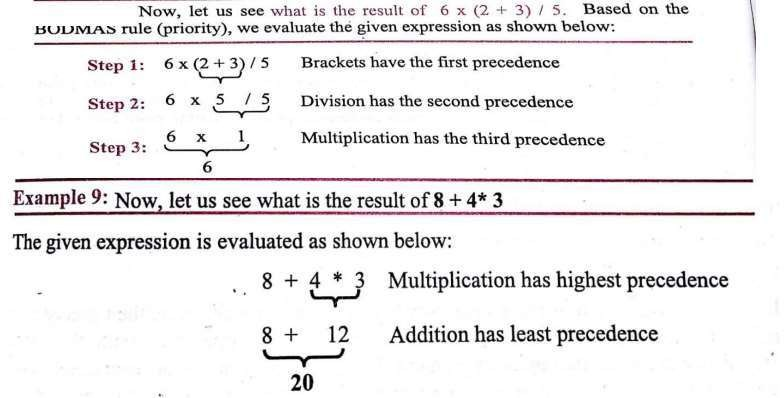 Now, let us see what is the result of 6 x (2 + 3) / 5. Based on the
BODMAS rule (priority), we evaluate the given expression as shown below:
Step 1: 6 x (2 + 3) / 5 Brackets have the first precedence
Step 2: 6 x 5 / 5 Division has the second precedence
Step 3: 6 x 1 Multiplication has the third precedence
6
Example 9: Now, let us see what is the result of 8 + 4* 3
The given expression is evaluated as shown below:
8 + 4 * 3 Multiplication has highest precedence
8 + 12 Addition has least precedence
20